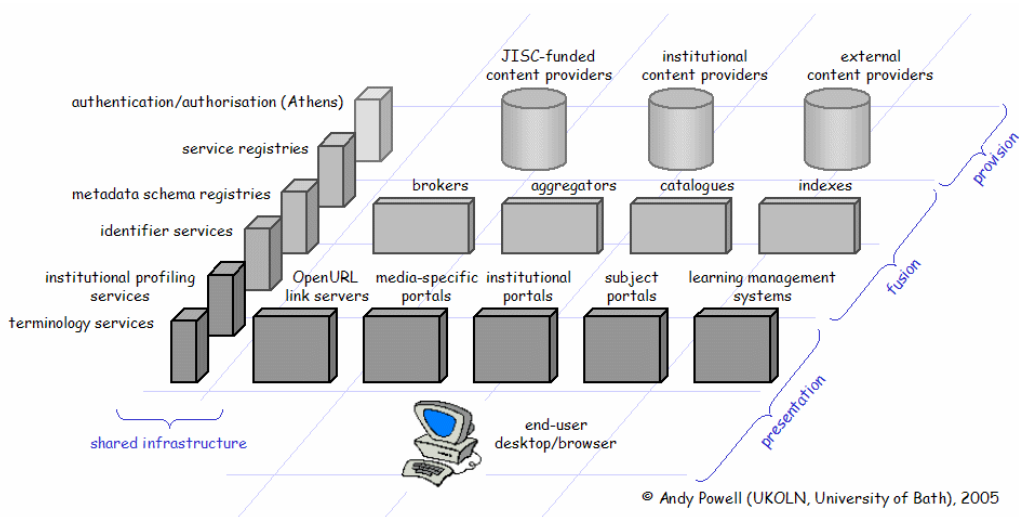 JISC-funded
content providers
institutional
content providers
external
content providers
authentication/authorisation (Athens)
service registries
metadata schema registries
identifier services
institutional profiling
services
terminology services
brokers
aggregators
catalogues
indexes
OpenURL
link servers
media-specific
portals
institutional
portals
subject
portals
learning management
systems
provision
fusion
presentation
shared infrastructure
end-user
desktop/browser
© Andy Powell (UKOLN, University of Bath), 2005